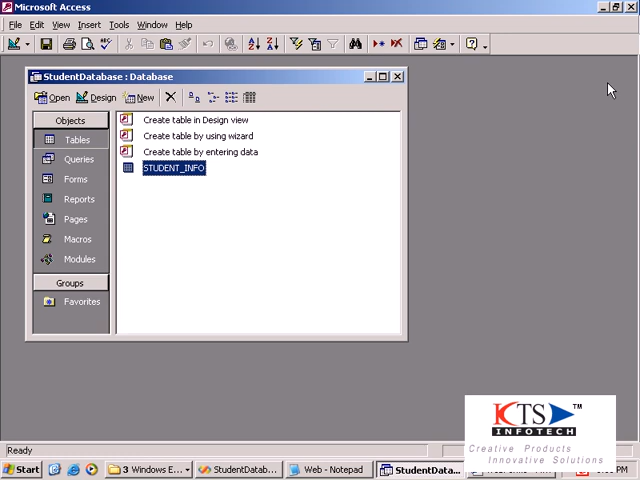 Microsoft Access
File Edit View Insert Tools Window Help
StudentDatabase : Database
Open Design New
Objects
Tables
Queries
Forms
Reports
Pages
Macros
Modules
Groups
Favorites
Create table in Design view
Create table by using wizard
Create table by entering data
STUDENT_INFO
KTS TM
INFOTECH
Creative Products
Innovative Solutions
Ready
Start 3 Windows E... StudentDatab... Web - Notepad StudentData...